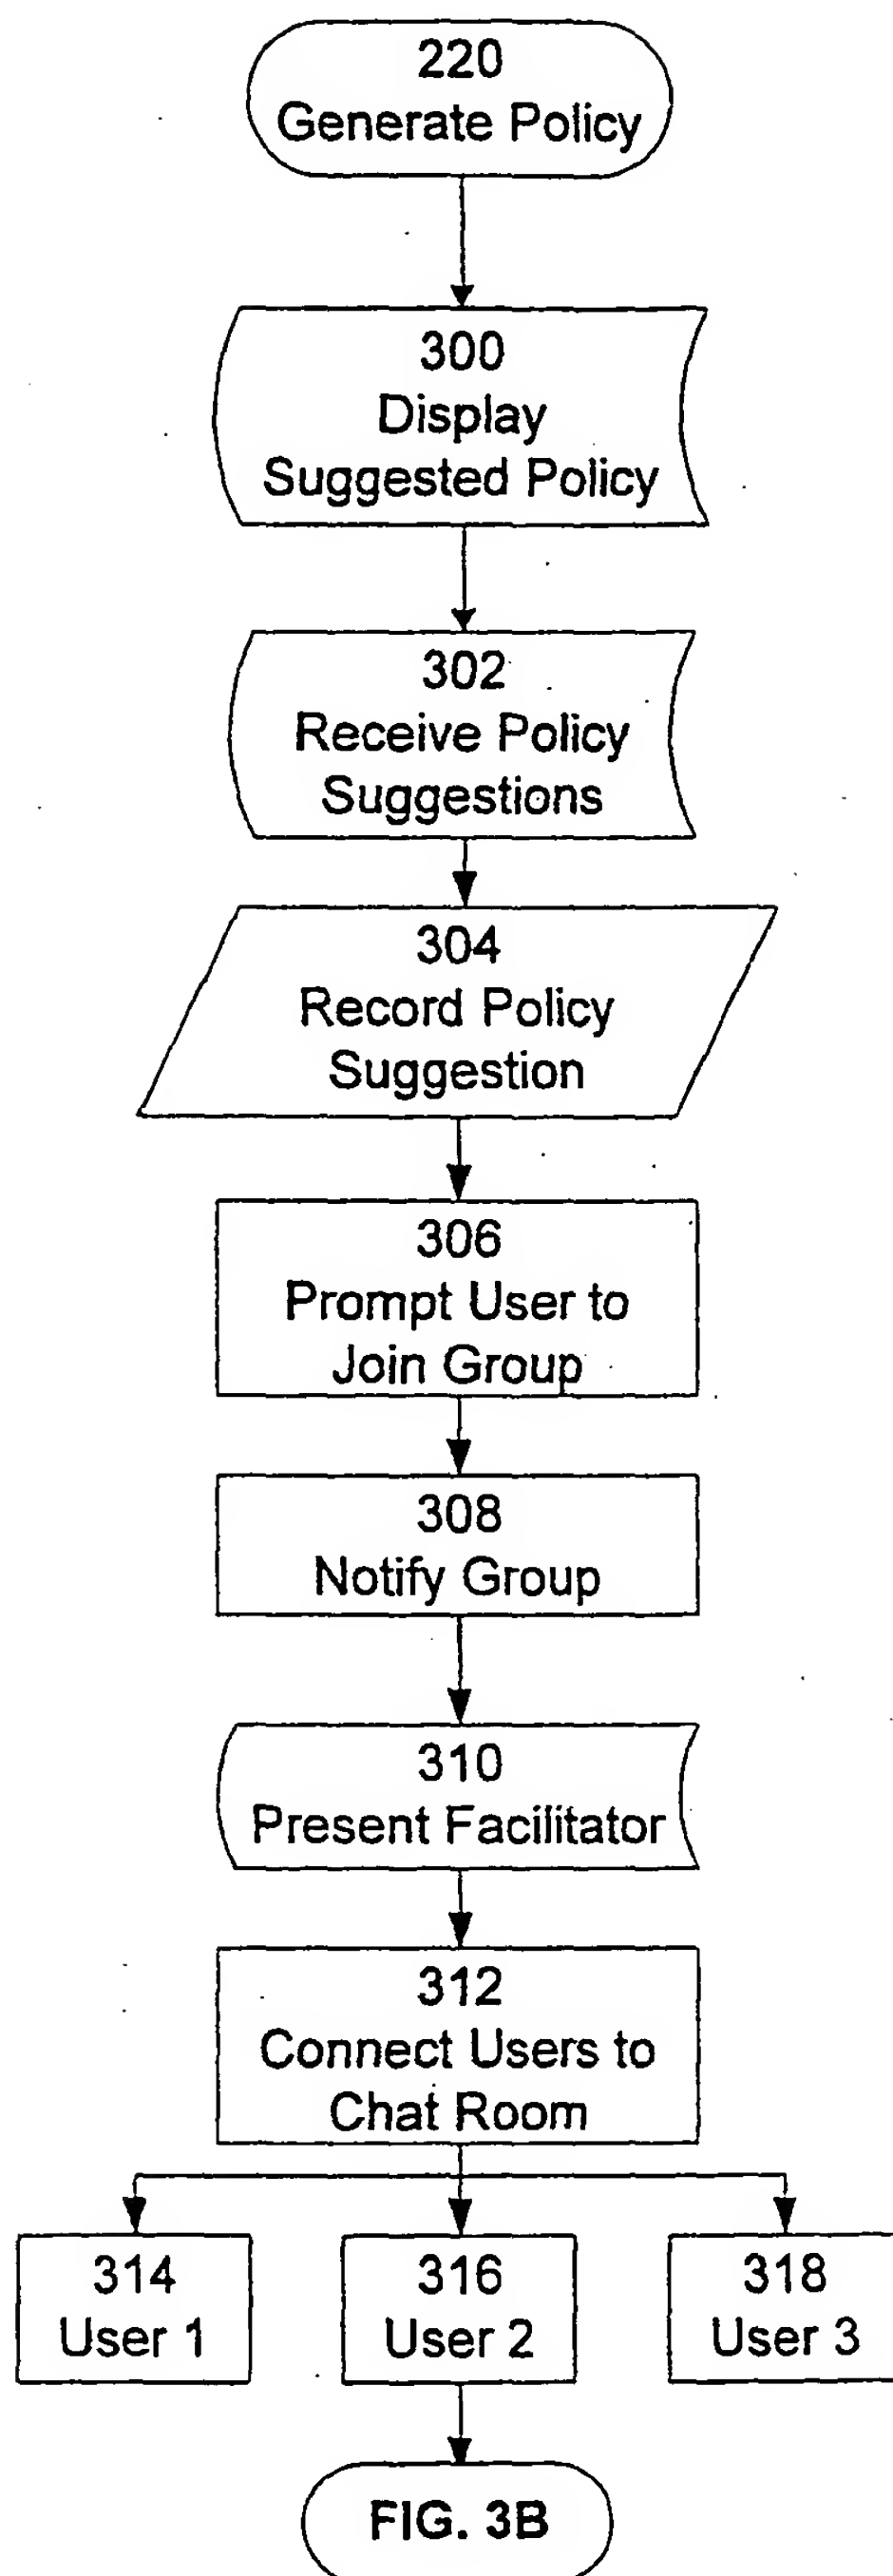 220
Generate Policy
300
Display
Suggested Policy
302
Receive Policy
Suggestions
304
Record Policy
Suggestion
306
Prompt User to
Join Group
308
Notify Group
310
Present Facilitator
312
Connect Users to
Chat Room
314
User 1
316
User 2
318
User 3
FIG. 3B